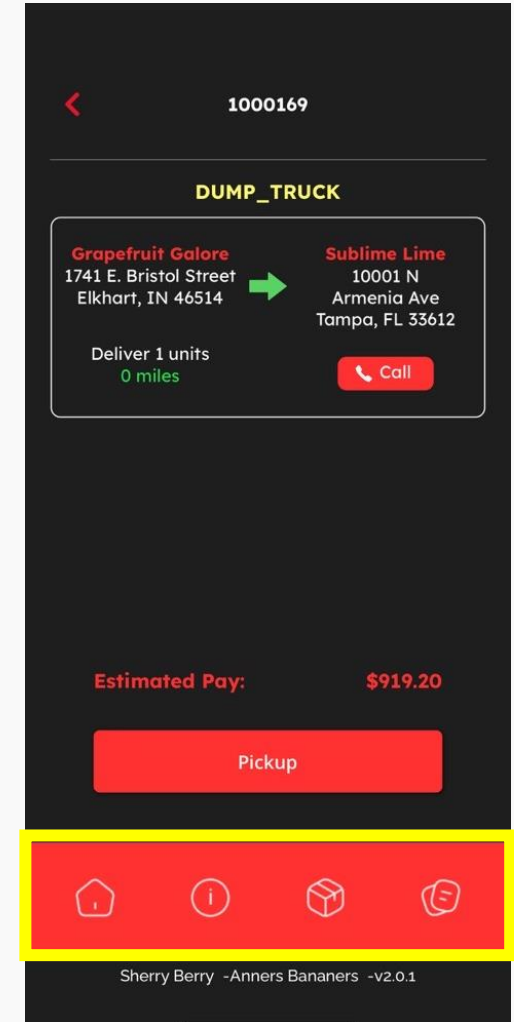 1000169
DUMP_TRUCK
Grapefruit Galore
1741 E. Bristol Street
Elkhart, IN 46514
Sublime Lime
10001 N
Armenia Ave
Tampa, FL 33612
Deliver 1 units
0 miles
Call
Estimated Pay: $919.20
Pickup
Sherry Berry -Anners Bananers -v2.0.1